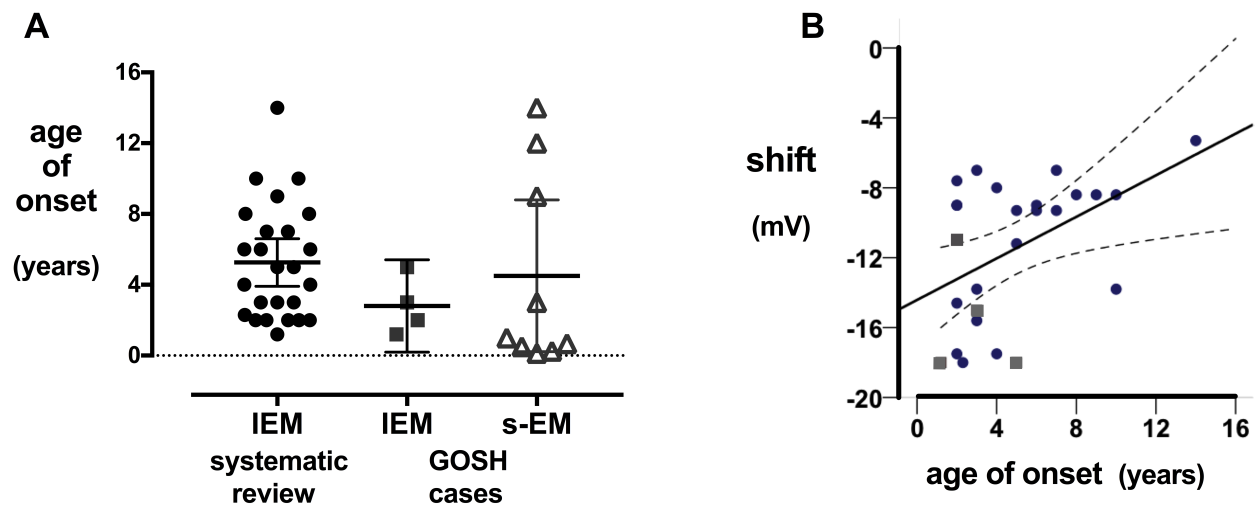 A
age
of
onset
(years)
16
12
8
4
0
IEM IEM s-EM
systematic GOSH
review cases
B
shift
(mV)
0
-4
-8
-12
-16
-20
0 4 8 12 16
age of onset (years)